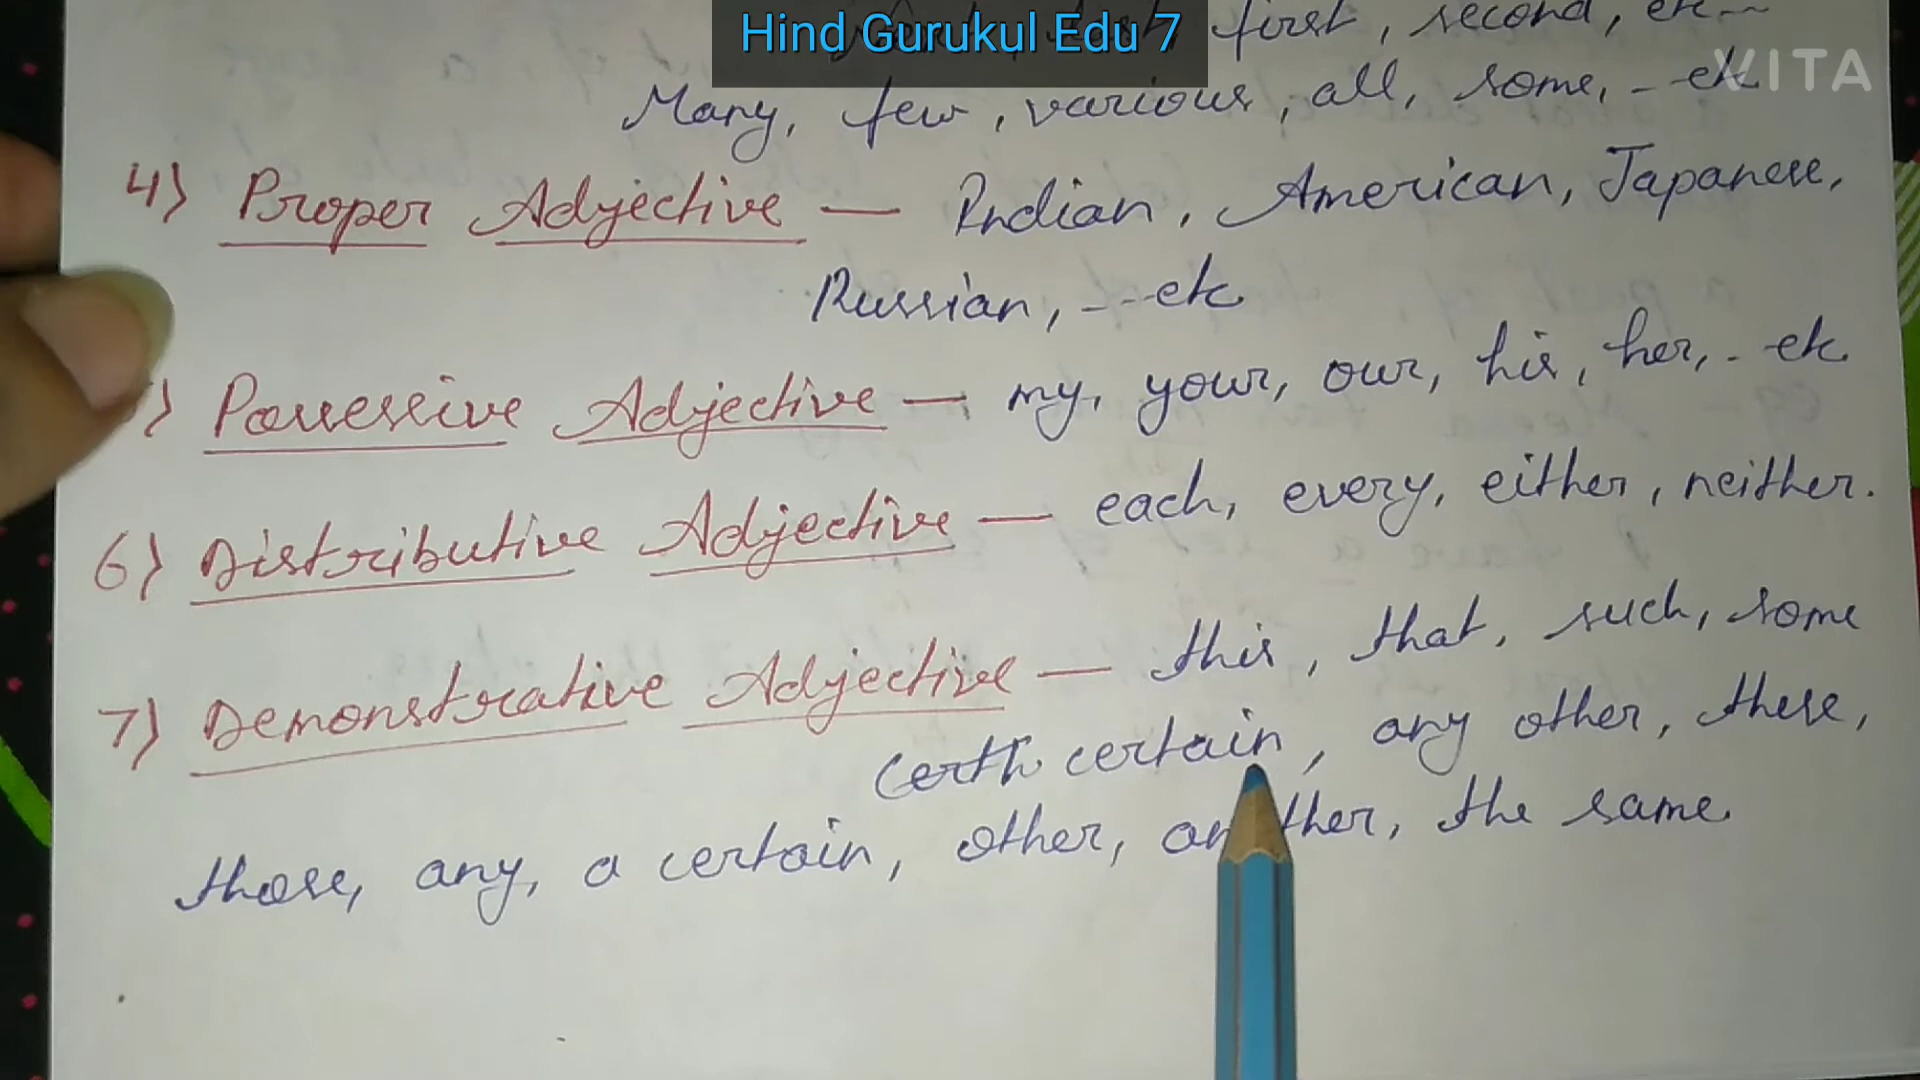 Hind Gurukul Edu 7
first, second, etc
VITA
Many, few, various, all, some, --etc
4) Proper Adjective — Indian, American, Japanese,
Russian, --etc
) Possessive Adjective — my, your, our, his, her, - etc
6) Distributive Adjective — each, every, either, neither.
7) Demonstrative Adjective — this, that, such, some
certain, any other, these,
those, any, a certain, other, the same